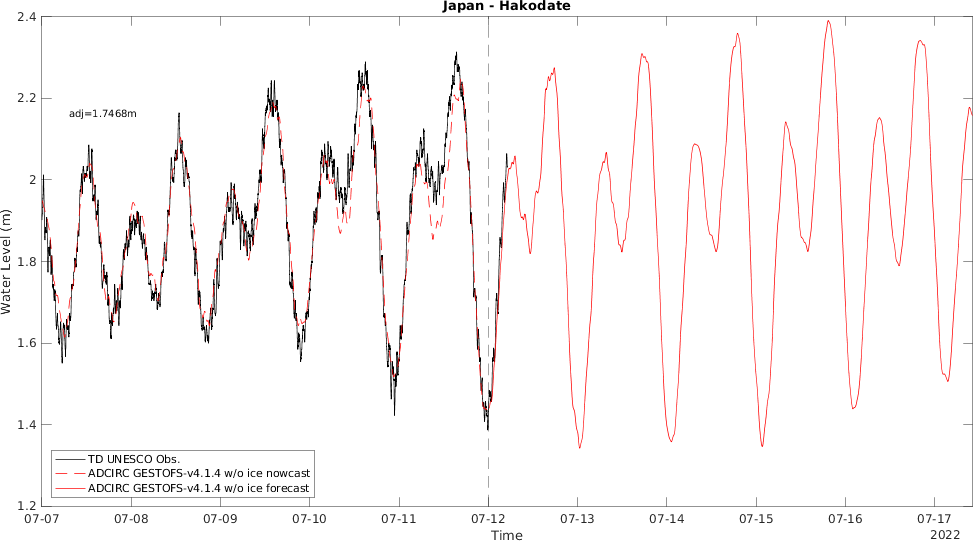 Japan - Hakodate
2.4
2.2
2
1.8
1.6
1.4
1.2
Water Level (m)
adj=1.7468m
TD UNESCO Obs.
ADCIRC GESTOFS-v4.1.4 w/o ice nowcast
ADCIRC GESTOFS-v4.1.4 w/o ice forecast
07-07 07-08 07-09 07-10 07-11 07-12 07-13 07-14 07-15 07-16 07-17
Time
2022